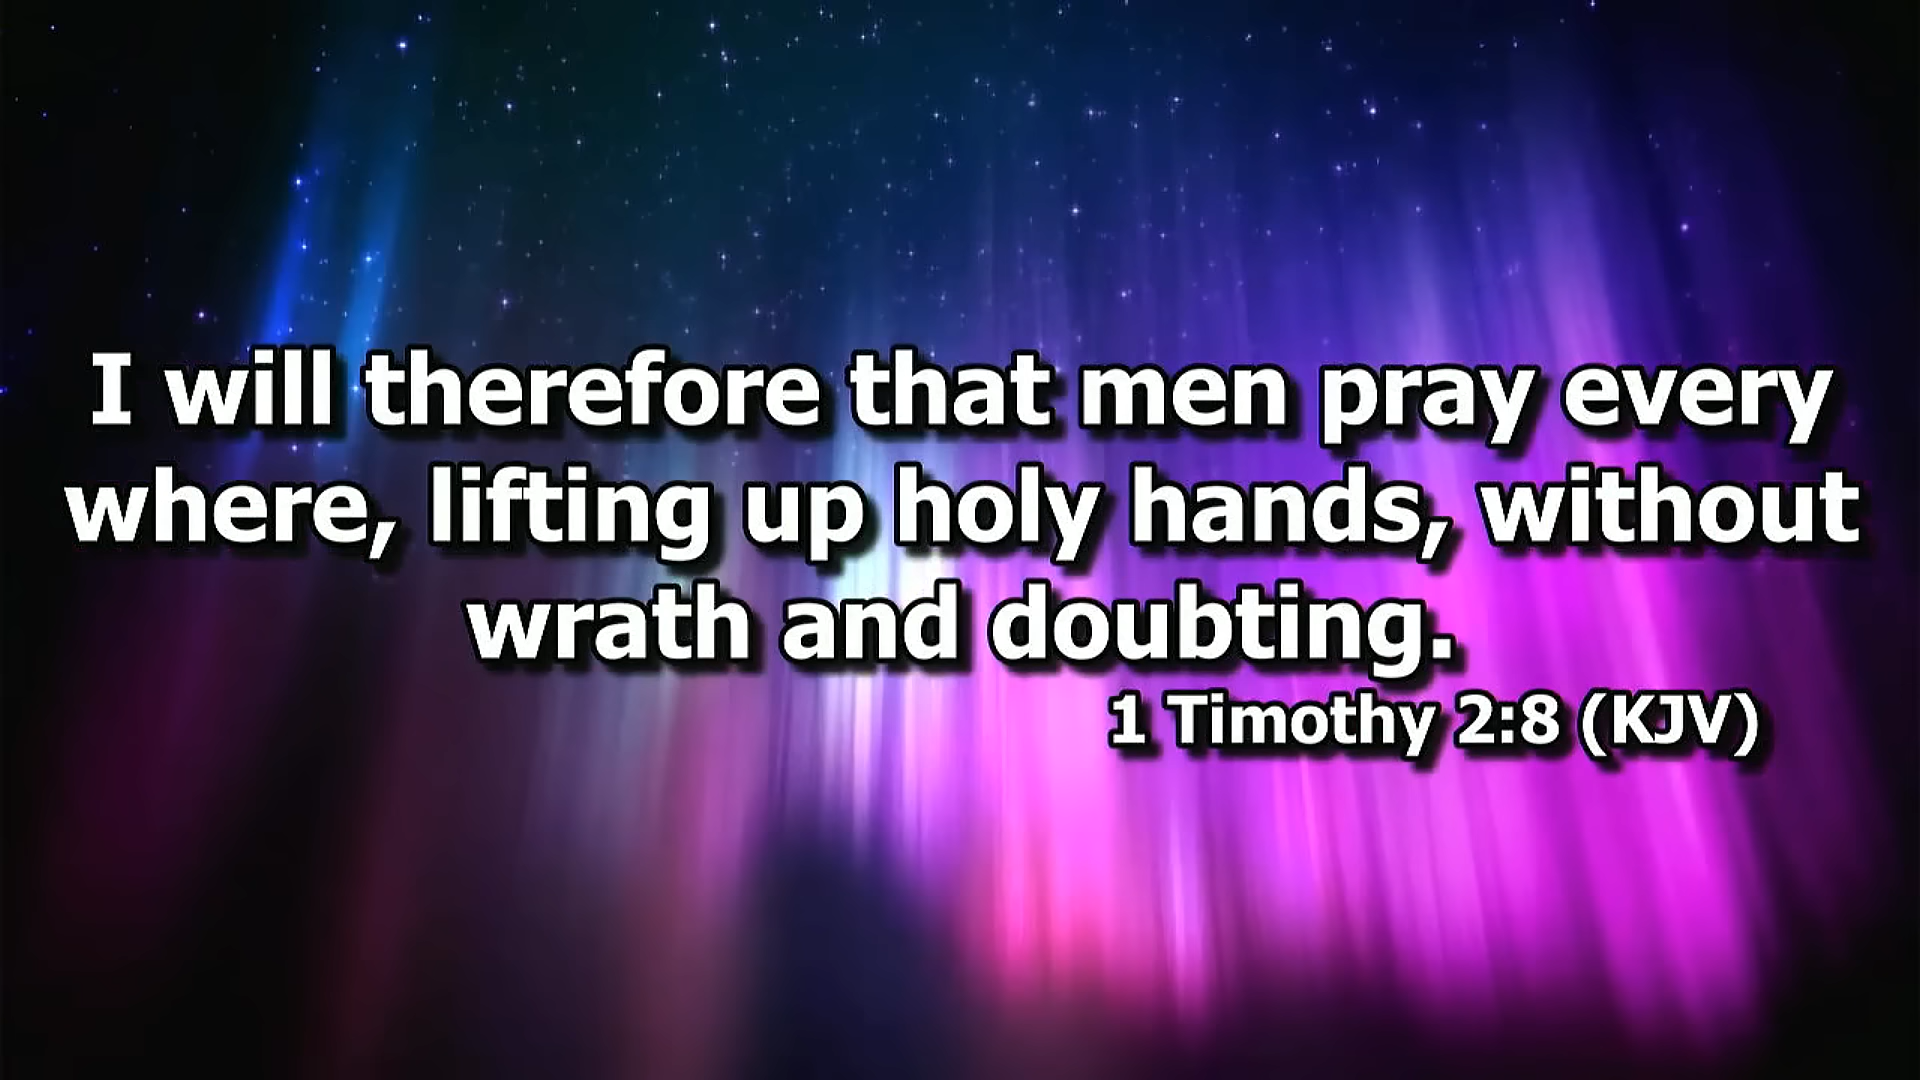 I will therefore that men pray every
where, lifting up holy hands, without
wrath and doubting.
1 Timothy 2:8 (KJV)